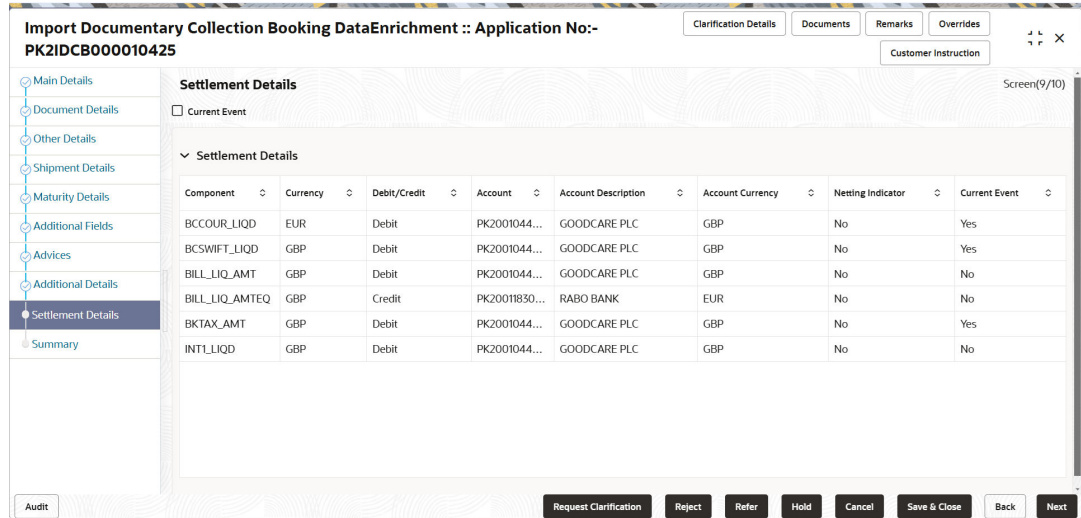 Import Documentary Collection Booking DataEnrichment :: Application No:-
PK2IDCB000010425
Clarification Details
Documents
Remarks
Overrides
Customer Instruction
Main Details
Document Details
Other Details
Shipment Details
Maturity Details
Additional Fields
Advices
Additional Details
Settlement Details
Summary
Settlement Details
Screen(9/10)
Current Event
Settlement Details
Component Currency Debit/Credit Account Account Description Account Currency Netting Indicator Current Event
BCCOUR_LIQD EUR Debit PK2001044... GOODCARE PLC GBP No Yes
BCSWIFT_LIQD GBP Debit PK2001044... GOODCARE PLC GBP No Yes
BILL_LIQ_AMT GBP Debit PK2001044... GOODCARE PLC GBP No No
BILL_LIQ_AMTEQ GBP Credit PK20011830... RABO BANK EUR No No
BKTAX_AMT GBP Debit PK2001044... GOODCARE PLC GBP No Yes
INT1_LIQD GBP Debit PK2001044... GOODCARE PLC GBP No No
Audit
Request Clarification
Reject
Refer
Hold
Cancel
Save & Close
Back
Next